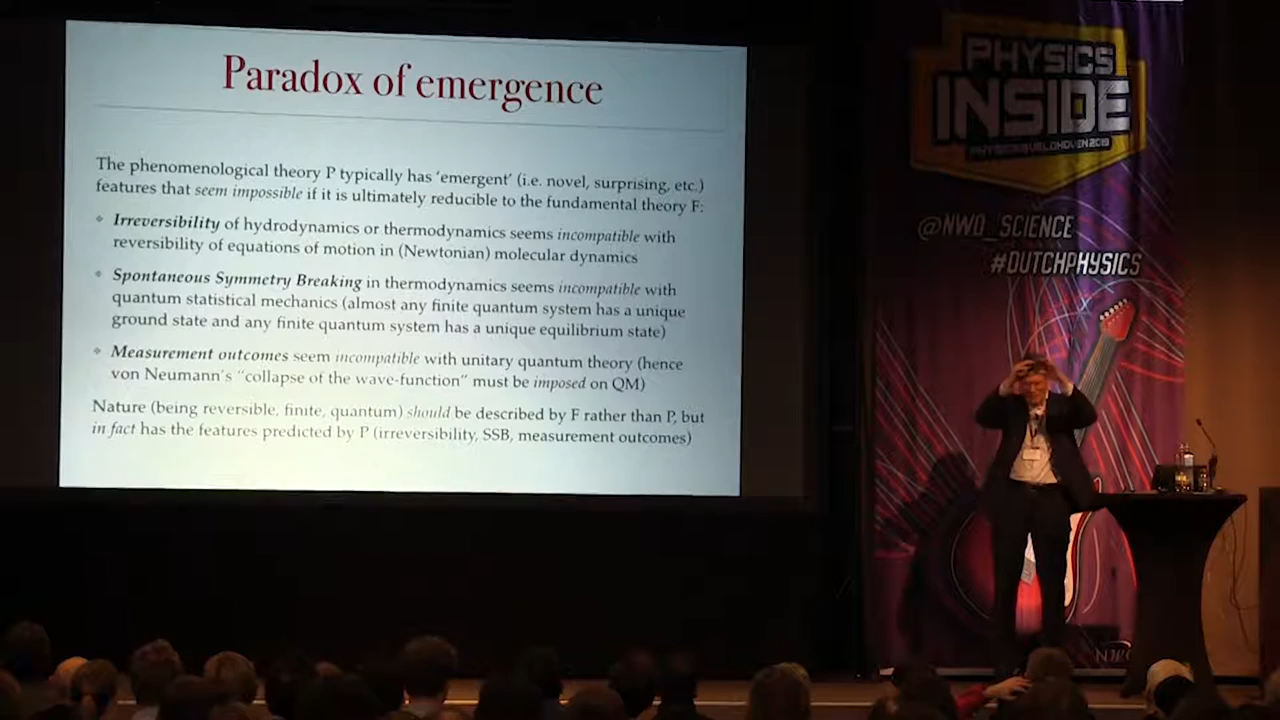 Paradox of emergence
The phenomenological theory P typically has 'emergent' (i.e. novel, surprising, etc.)
features that seem impossible if it is ultimately reducible to the fundamental theory F:
Irreversibility of hydrodynamics or thermodynamics seems incompatible with
reversibility of equations of motion in (Newtonian) molecular dynamics
Spontaneous Symmetry Breaking in thermodynamics seems incompatible with
quantum statistical mechanics (almost any finite quantum system has a unique
ground state and any finite quantum system has a unique equilibrium state)
Measurement outcomes seem incompatible with unitary quantum theory (hence
von Neumann's "collapse of the wave-function" must be imposed on QM)
Nature (being reversible, finite, quantum) should be described by F rather than P, but
in fact has the features predicted by P (irreversibility, SSB, measurement outcomes)
PHYSICS
INSIDE
PHYSICS@VELDHOVEN 2019
@NWO_SCIENCE
#DUTCHPHYSICS
NWO